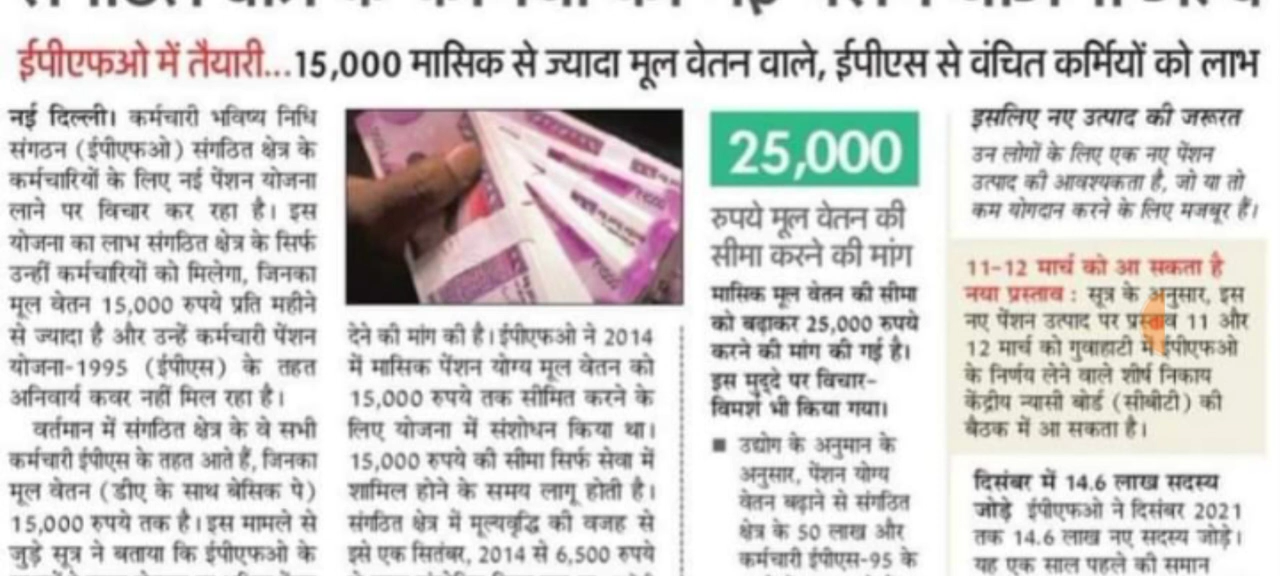 ईपीएफओ में तैयारी...15,000 मासिक से ज्यादा मूल वेतन वाले, ईपीएस से वंचित कर्मियों को लाभ
नई दिल्ली। कर्मचारी भविष्य निधि
संगठन (ईपीएफओ) संगठित क्षेत्र के
कर्मचारियों के लिए नई पेंशन योजना
लाने पर विचार कर रहा है। इस
योजना का लाभ संगठित क्षेत्र के सिर्फ
उन्हीं कर्मचारियों को मिलेगा, जिनका
मूल वेतन 15,000 रुपये प्रति महीने
से ज्यादा है और उन्हें कर्मचारी पेंशन
योजना-1995 (ईपीएस) के तहत
अनिवार्य कवर नहीं मिल रहा है।
वर्तमान में संगठित क्षेत्र के वे सभी
कर्मचारी ईपीएस के तहत आते हैं, जिनका
मूल वेतन (डीए के साथ बेसिक पे)
15,000 रुपये तक है। इस मामले से
जुड़े सूत्र ने बताया कि ईपीएफओ के
देने की मांग की है। ईपीएफओ ने 2014
में मासिक पेंशन योग्य मूल वेतन को
15,000 रुपये तक सीमित करने के
लिए योजना में संशोधन किया था।
15,000 रुपये की सीमा सिर्फ सेवा में
शामिल होने के समय लागू होती है।
संगठित क्षेत्र में मूल्यवृद्धि की वजह से
इसे एक सितंबर, 2014 से 6,500 रुपये
25,000
रुपये मूल वेतन की
सीमा करने की मांग
मासिक मूल वेतन की सीमा
को बढ़ाकर 25,000 रुपये
करने की मांग की गई है।
इस मुद्दे पर विचार-
विमर्श भी किया गया।
■ उद्योग के अनुमान के
अनुसार, पेंशन योग्य
वेतन बढ़ाने से संगठित
क्षेत्र के 50 लाख और
कर्मचारी ईपीएस-95 के
इसलिए नए उत्पाद की जरूरत
उन लोगों के लिए एक नए पेंशन
उत्पाद की आवश्यकता है, जो या तो
कम योगदान करने के लिए मजबूर हैं।
11-12 मार्च को आ सकता है
नया प्रस्ताव : सूत्र के अनुसार, इस
नए पेंशन उत्पाद पर प्रस्ताव 11 और
12 मार्च को गुवाहाटी में ईपीएफओ
के निर्णय लेने वाले शीर्ष निकाय
केंद्रीय न्यासी बोर्ड (सीबीटी) की
बैठक में आ सकता है।
दिसंबर में 14.6 लाख सदस्य
जोड़े ईपीएफओ ने दिसंबर 2021
तक 14.6 लाख नए सदस्य जोड़े।
यह एक साल पहले की समान